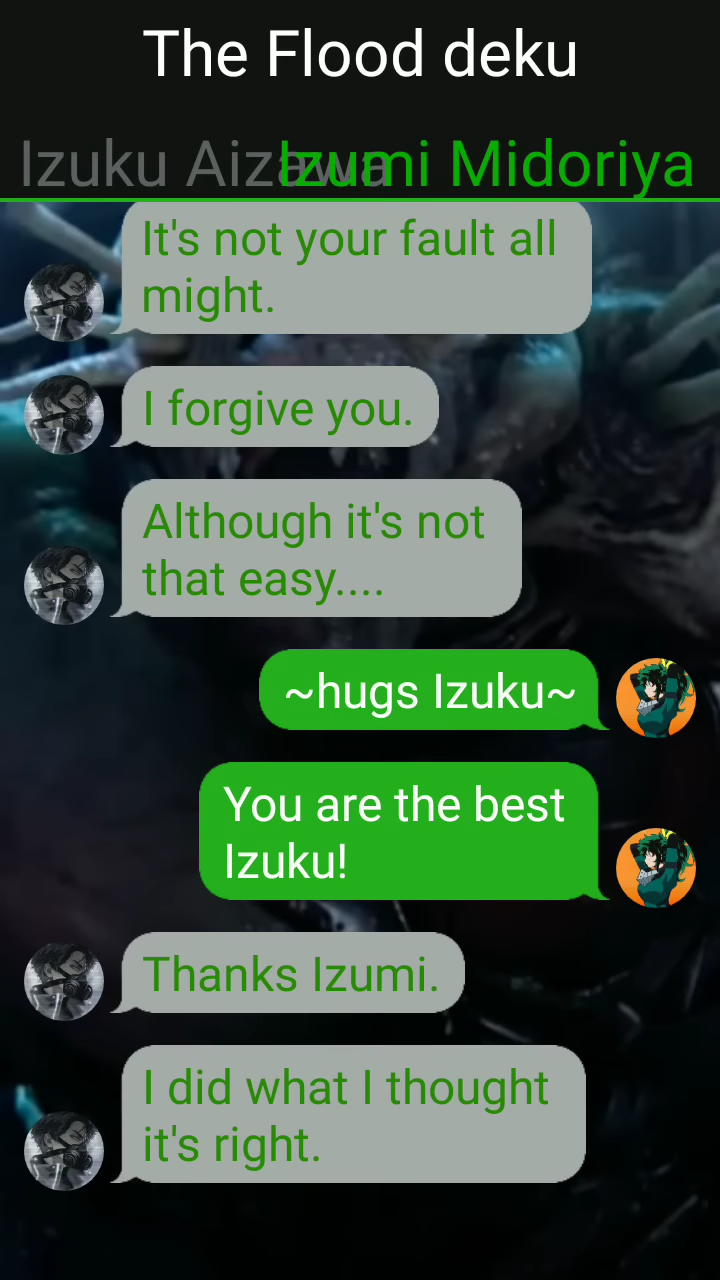 The Flood deku
Izuku Aizawa Izumi Midoriya
It's not your fault all
might.
I forgive you.
Although it's not
that easy....
~hugs Izuku~
You are the best
Izuku!
Thanks Izumi.
I did what I thought
it's right.